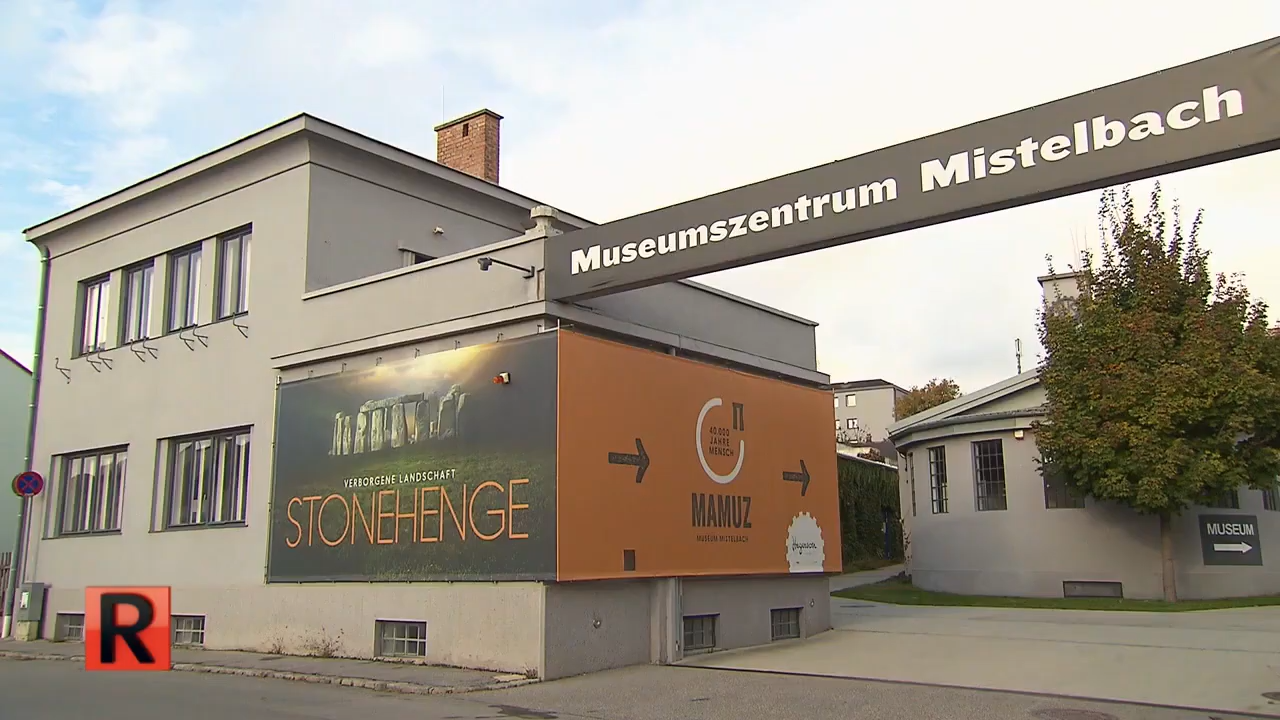 Museumszentrum Mistelbach
VERBORGENE LANDSCHAFT
STONEHENGE
40.000
JAHRE
MENSCH
MAMUZ
MUSEUM MISTELBACH
MUSEUM
R